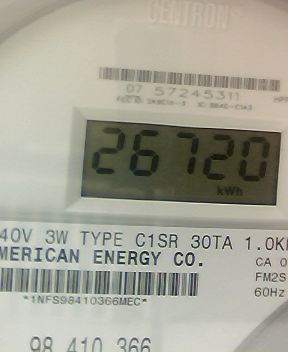 CENTRON
07 57245311
26720
kWh
40V 3W TYPE C1SR 30TA 1.0K
MERICAN ENERGY CO.
CA 0
FM2S
*1NFS98410366MEC*
60Hz
98 410 366